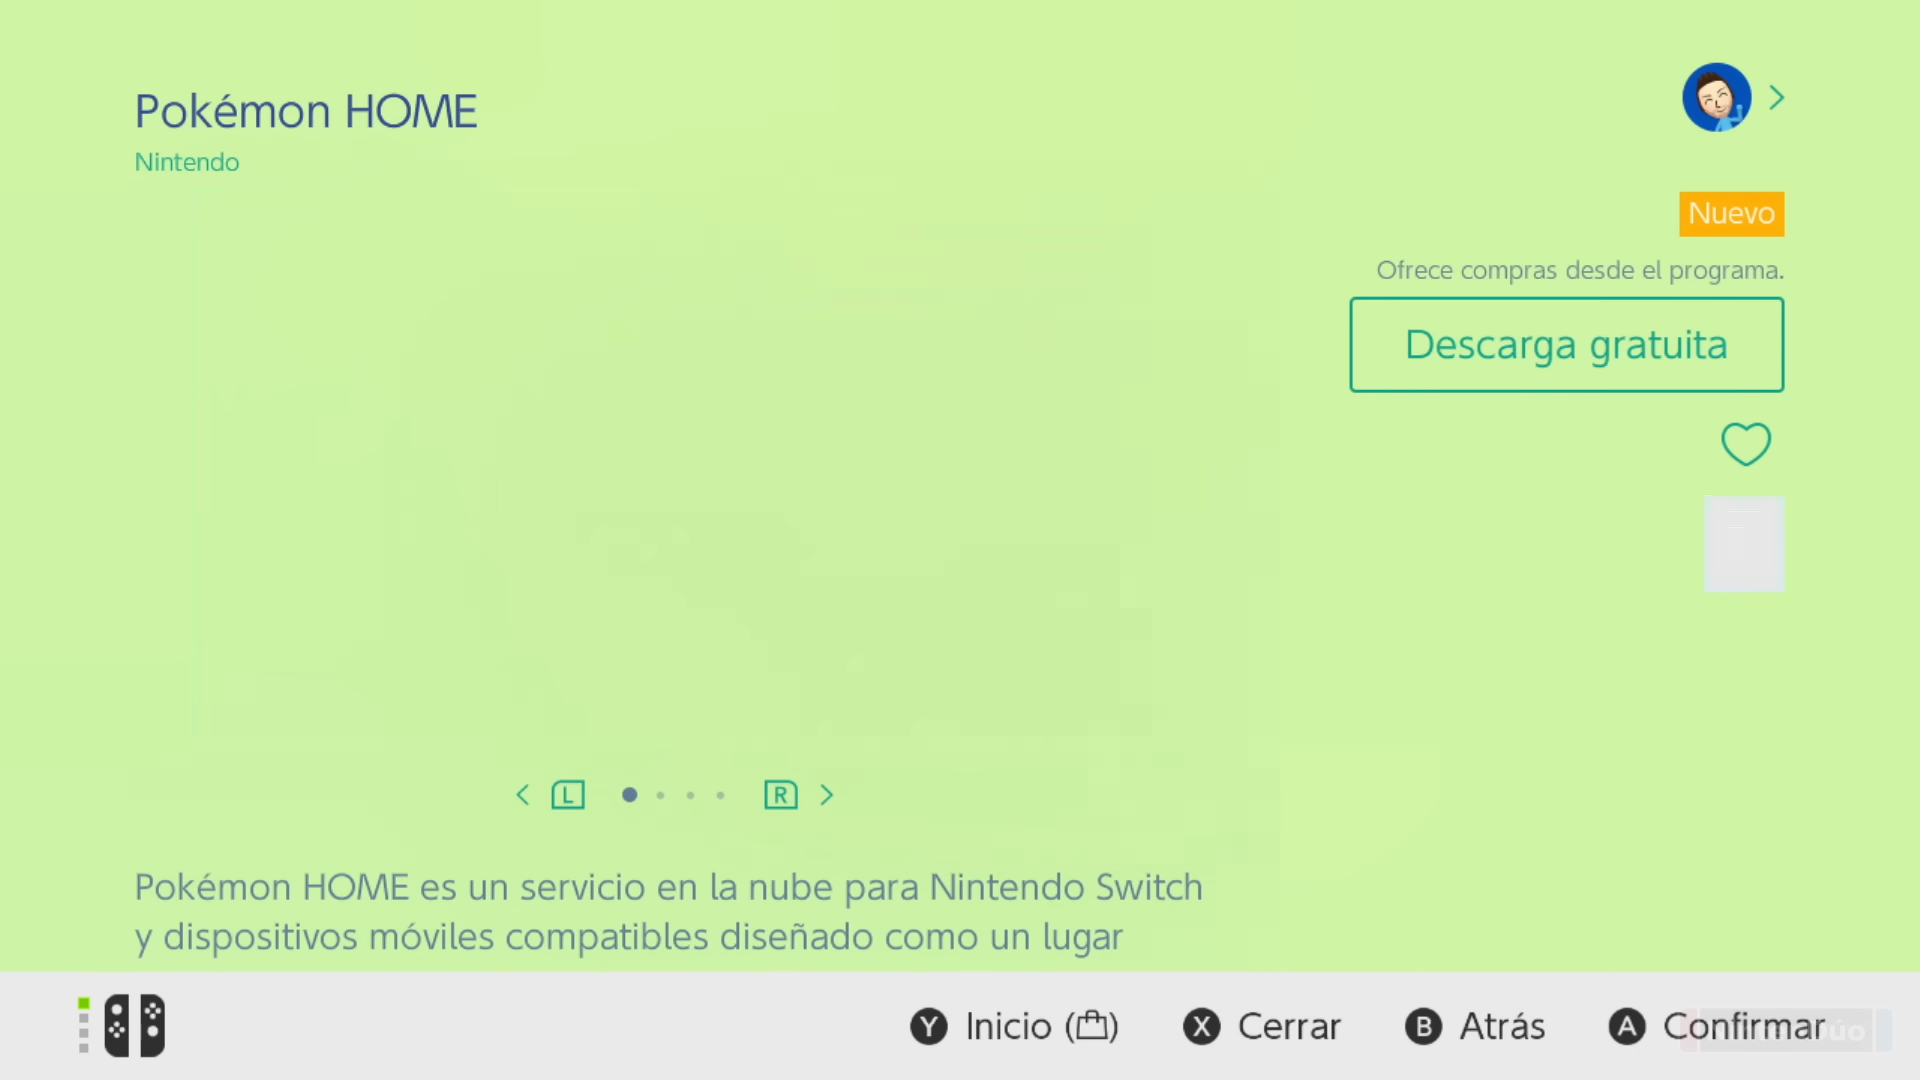 Pokémon HOME
Nintendo
Nuevo
Ofrece compras desde el programa.
Descarga gratuita
L
R
Pokémon HOME es un servicio en la nube para Nintendo Switch
y dispositivos móviles compatibles diseñado como un lugar
Y Inicio ( ) X Cerrar B Atrás A Confirmar